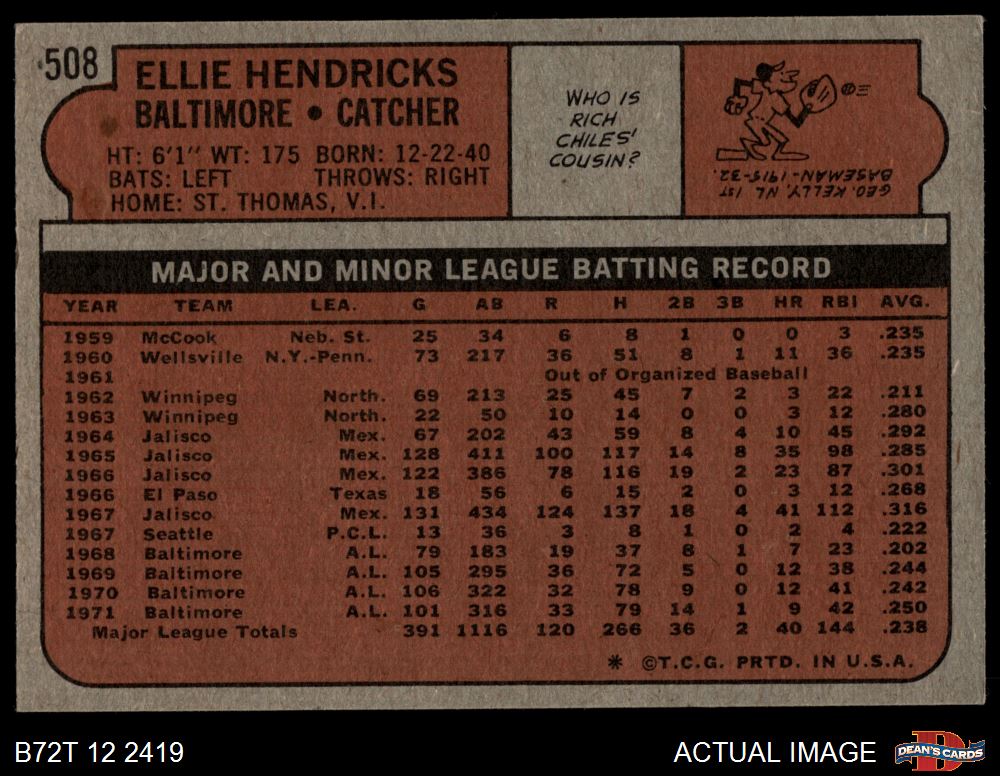 508
ELLIE HENDRICKS
BALTIMORE • CATCHER
HT: 6'1" WT: 175 BORN: 12-22-40
BATS: LEFT THROWS: RIGHT
HOME: ST. THOMAS, V.I.
WHO IS
RICH
CHILES'
COUSIN?
GEO. KELLY, NL 1ST
BASEMAN-1915-32.
MAJOR AND MINOR LEAGUE BATTING RECORD
YEAR TEAM LEA. G AB R H 2B 3B HR RBI AVG.
1959 McCook Neb. St. 25 34 6 8 1 0 0 3 .235
1960 Wellsville N.Y.-Penn. 73 217 36 51 8 1 11 36 .235
1961 Out of Organized Baseball
1962 Winnipeg North. 69 213 25 45 7 2 3 22 .211
1963 Winnipeg North. 22 50 10 14 0 0 3 12 .280
1964 Jalisco Mex. 67 202 43 59 8 4 10 45 .292
1965 Jalisco Mex. 128 411 100 117 14 8 35 98 .285
1966 Jalisco Mex. 122 386 78 116 19 2 23 87 .301
1966 El Paso Texas 18 56 6 15 2 0 3 12 .268
1967 Jalisco Mex. 131 434 124 137 18 4 41 112 .316
1967 Seattle P.C.L. 13 36 3 8 1 0 2 4 .222
1968 Baltimore A.L. 79 183 19 37 8 1 7 23 .202
1969 Baltimore A.L. 105 295 36 72 5 0 12 38 .244
1970 Baltimore A.L. 106 322 32 78 9 0 12 41 .242
1971 Baltimore A.L. 101 316 33 79 14 1 9 42 .250
Major League Totals 391 1116 120 266 36 2 40 144 .238
* ©T.C.G. PRTD. IN U.S.A.
B72T 12 2419
ACTUAL IMAGE
DEAN'S CARDS